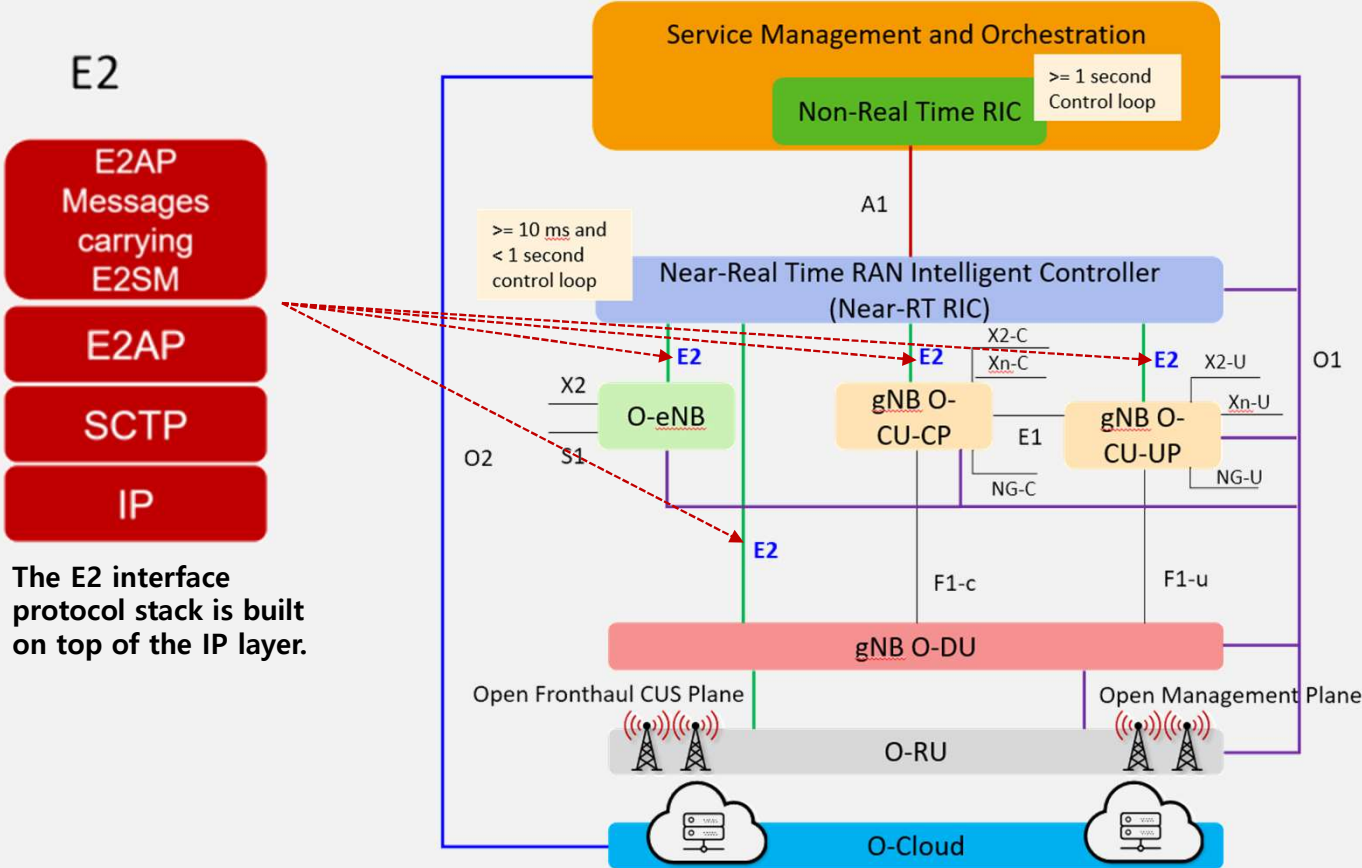 E2
E2AP
Messages
carrying
E2SM
E2AP
SCTP
IP
The E2 interface
protocol stack is built
on top of the IP layer.
Service Management and Orchestration
>= 1 second
Control loop
Non-Real Time RIC
A1
>= 10 ms and
< 1 second
control loop
Near-Real Time RAN Intelligent Controller
(Near-RT RIC)
E2
E2
E2
X2-C
Xn-C
X2-U
Xn-U
O1
X2
O-eNB
S1
O2
gNB O-
CU-CP
E1
NG-C
gNB O-
CU-UP
NG-U
E2
F1-c
F1-u
gNB O-DU
Open Fronthaul CUS Plane
Open Management Plane
O-RU
O-Cloud